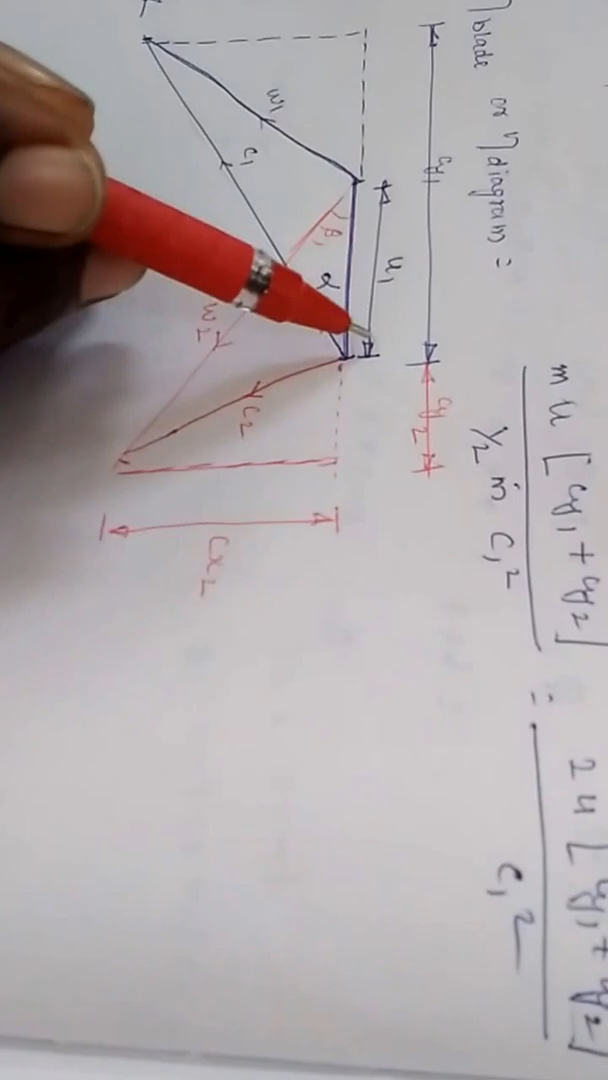 η blade or η diagram =
ṁ u [Cy₁ + Cy₂]
1/2 ṁ C₁²
=
2u [Cy₁ + Cy₂]
C₁²
Cy₁
Cy₂
u₁
α
β₁
w₁
C₁
w₂
C₂
Cx₂